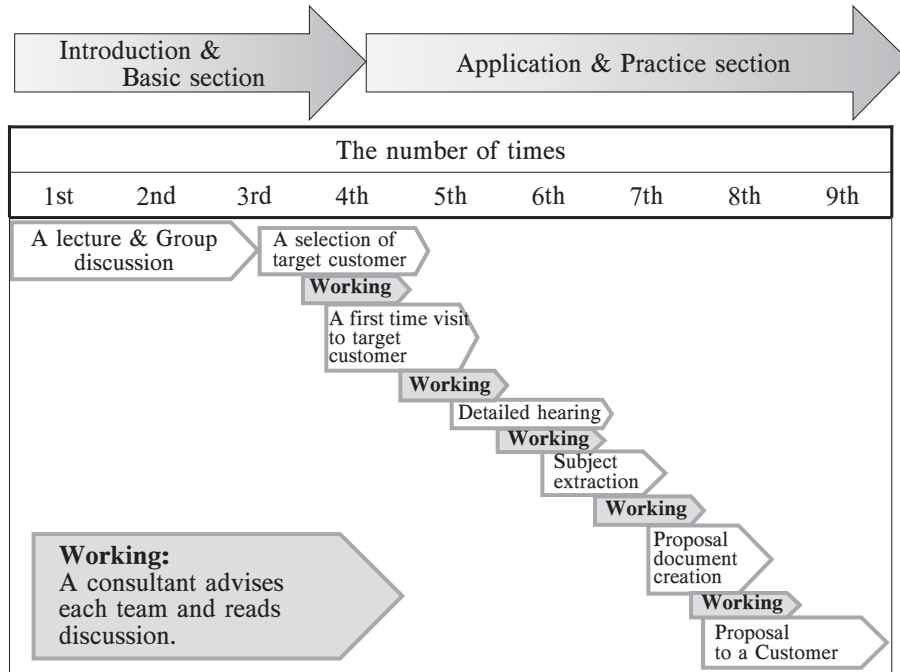 Introduction &
Basic section
Application & Practice section
The number of times
1st 2nd 3rd 4th 5th 6th 7th 8th 9th
A lecture & Group
discussion
A selection of
target customer
Working
A first time visit
to target
customer
Working
Detailed hearing
Working
Subject
extraction
Working
Proposal
document
creation
Working
Proposal
to a Customer
Working:
A consultant advises
each team and reads
discussion.